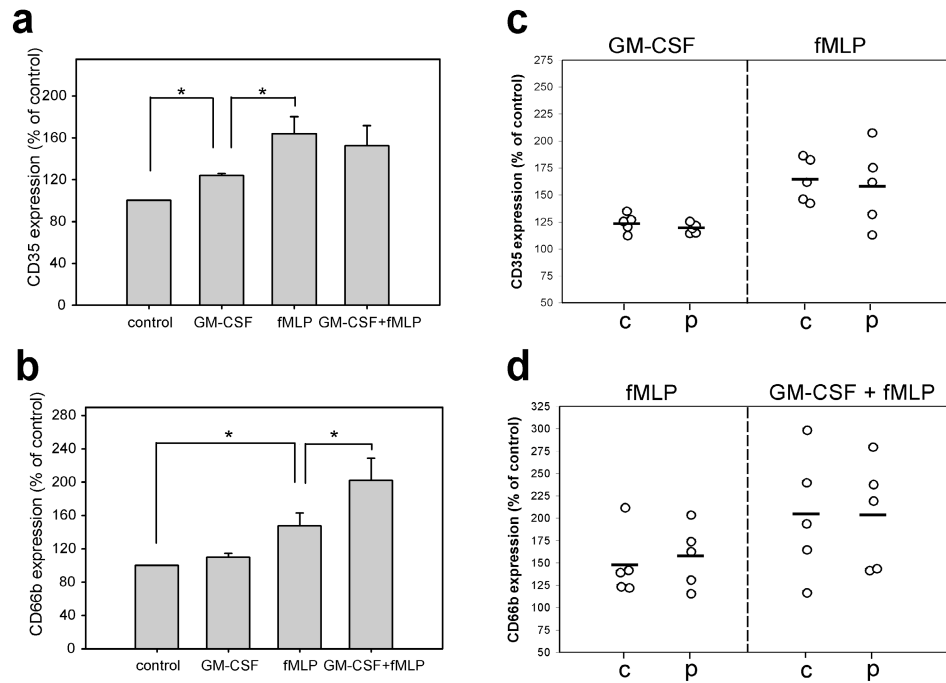 a
CD35 expression (% of control)
200
160
120
80
40
0
*
*
control GM-CSF fMLP GM-CSF+fMLP
b
CD66b expression (% of control)
280
240
200
160
120
80
40
0
*
*
control GM-CSF fMLP GM-CSF+fMLP
c
GM-CSF fMLP
CD35 expression (% of control)
275
250
225
200
175
150
125
100
75
50
c p c p
d
fMLP GM-CSF + fMLP
CD66b expression (% of control)
325
300
275
250
225
200
175
150
125
100
75
50
c p c p